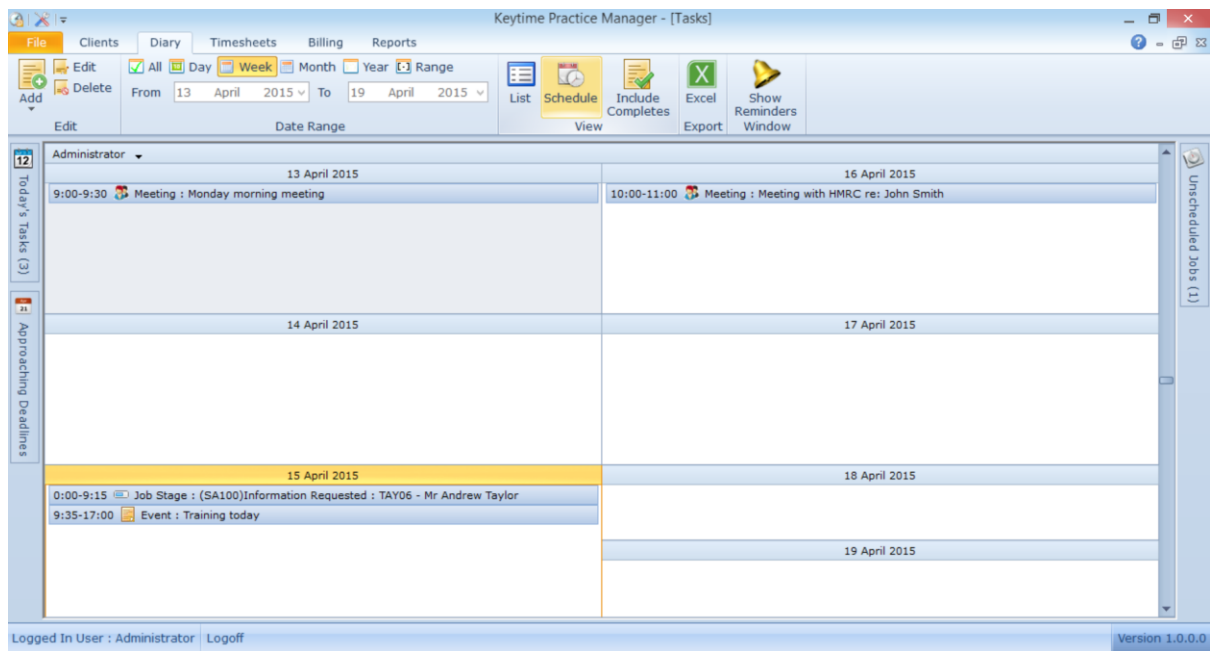 Keytime Practice Manager - [Tasks]
File Clients Diary Timesheets Billing Reports
Add
Edit
Delete
Edit
All Day Week Month Year Range
From 13 April 2015 To 19 April 2015
Date Range
List Schedule Include Completes
View
Excel
Export
Show Reminders Window
12 Today's Tasks (3)
21 Approaching Deadlines
Administrator
13 April 2015
9:00-9:30 Meeting : Monday morning meeting
14 April 2015
15 April 2015
0:00-9:15 Job Stage : (SA100)Information Requested : TAY06 - Mr Andrew Taylor
9:35-17:00 Event : Training today
16 April 2015
10:00-11:00 Meeting : Meeting with HMRC re: John Smith
17 April 2015
18 April 2015
19 April 2015
Unscheduled Jobs (1)
Logged In User : Administrator Logoff
Version 1.0.0.0